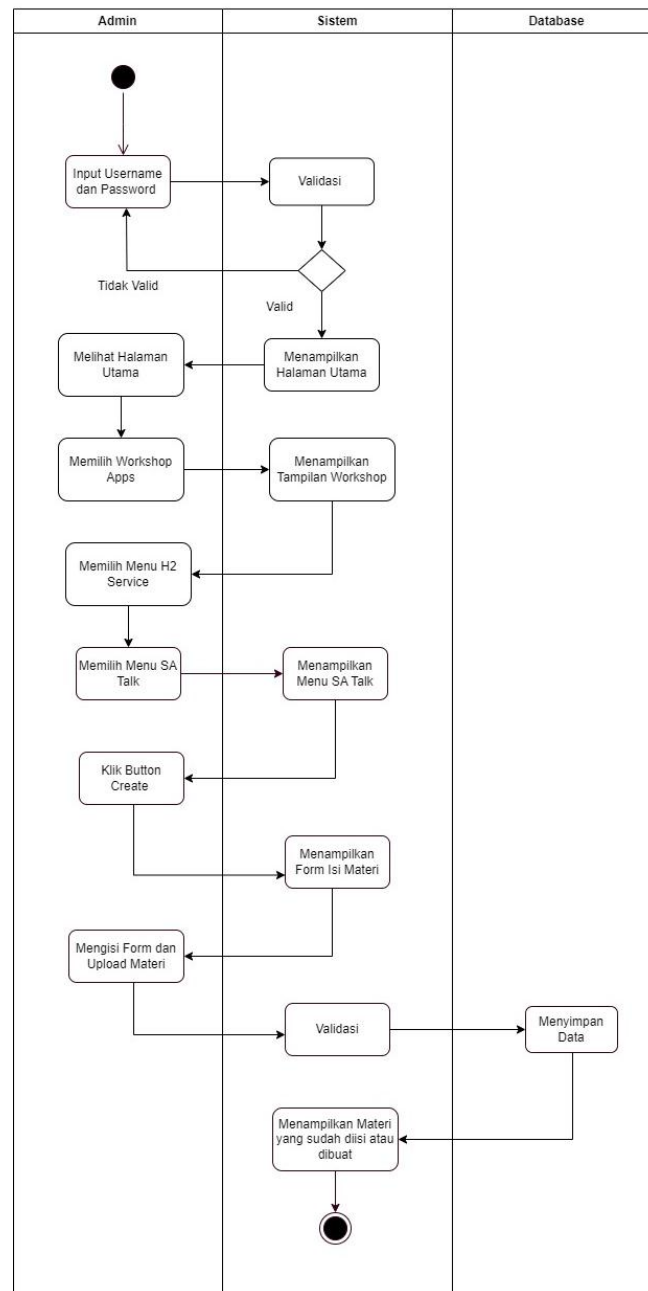 Admin
Sistem
Database
Input Username
dan Password
Validasi
Tidak Valid
Valid
Melihat Halaman
Utama
Menampilkan
Halaman Utama
Memilih Workshop
Apps
Menampilkan
Tampilan Workshop
Memilih Menu H2
Service
Memilih Menu SA
Talk
Menampilkan
Menu SA Talk
Klik Button
Create
Menampilkan
Form Isi Materi
Mengisi Form dan
Upload Materi
Validasi
Menyimpan
Data
Menampilkan Materi
yang sudah diisi atau
dibuat